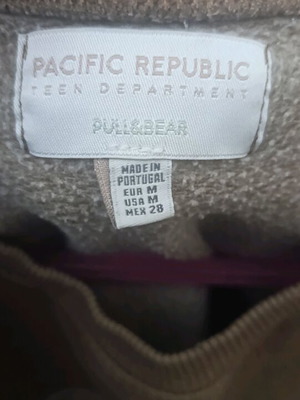 PACIFIC REPUBLIC
TEEN DEPARTMENT
PULL&BEAR
MADE IN
PORTUGAL
EUR M
USA M
MEX 28